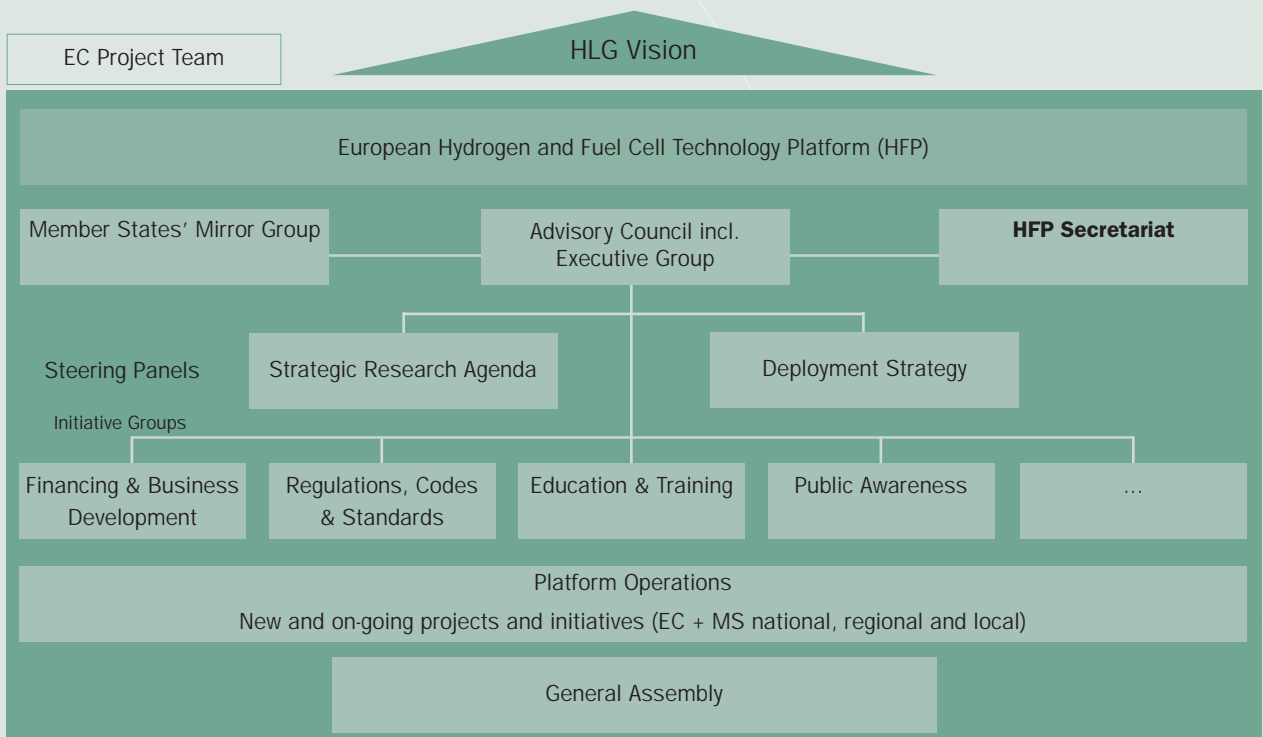 EC Project Team
HLG Vision
European Hydrogen and Fuel Cell Technology Platform (HFP)
Member States’ Mirror Group
Advisory Council incl.
Executive Group
HFP Secretariat
Steering Panels
Strategic Research Agenda
Deployment Strategy
Initiative Groups
Financing & Business
Development
Regulations, Codes
& Standards
Education & Training
Public Awareness
...
Platform Operations
New and on-going projects and initiatives (EC + MS national, regional and local)
General Assembly